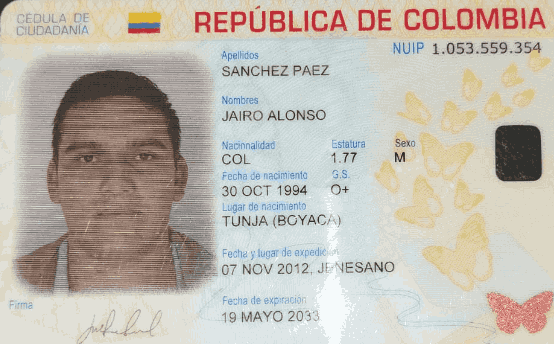 CÉDULA DE
CIUDADANÍA
REPÚBLICA DE COLOMBIA
NUIP 1.053.559.354
Apellidos
SANCHEZ PAEZ
Nombres
JAIRO ALONSO
Nacionalidad Estatura Sexo
COL 1.77 M
Fecha de nacimiento G.S.
30 OCT 1994 O+
Lugar de nacimiento
TUNJA (BOYACA)
Fecha y lugar de expedición
07 NOV 2012, JENESANO
Fecha de expiración
19 MAYO 2033
Firma